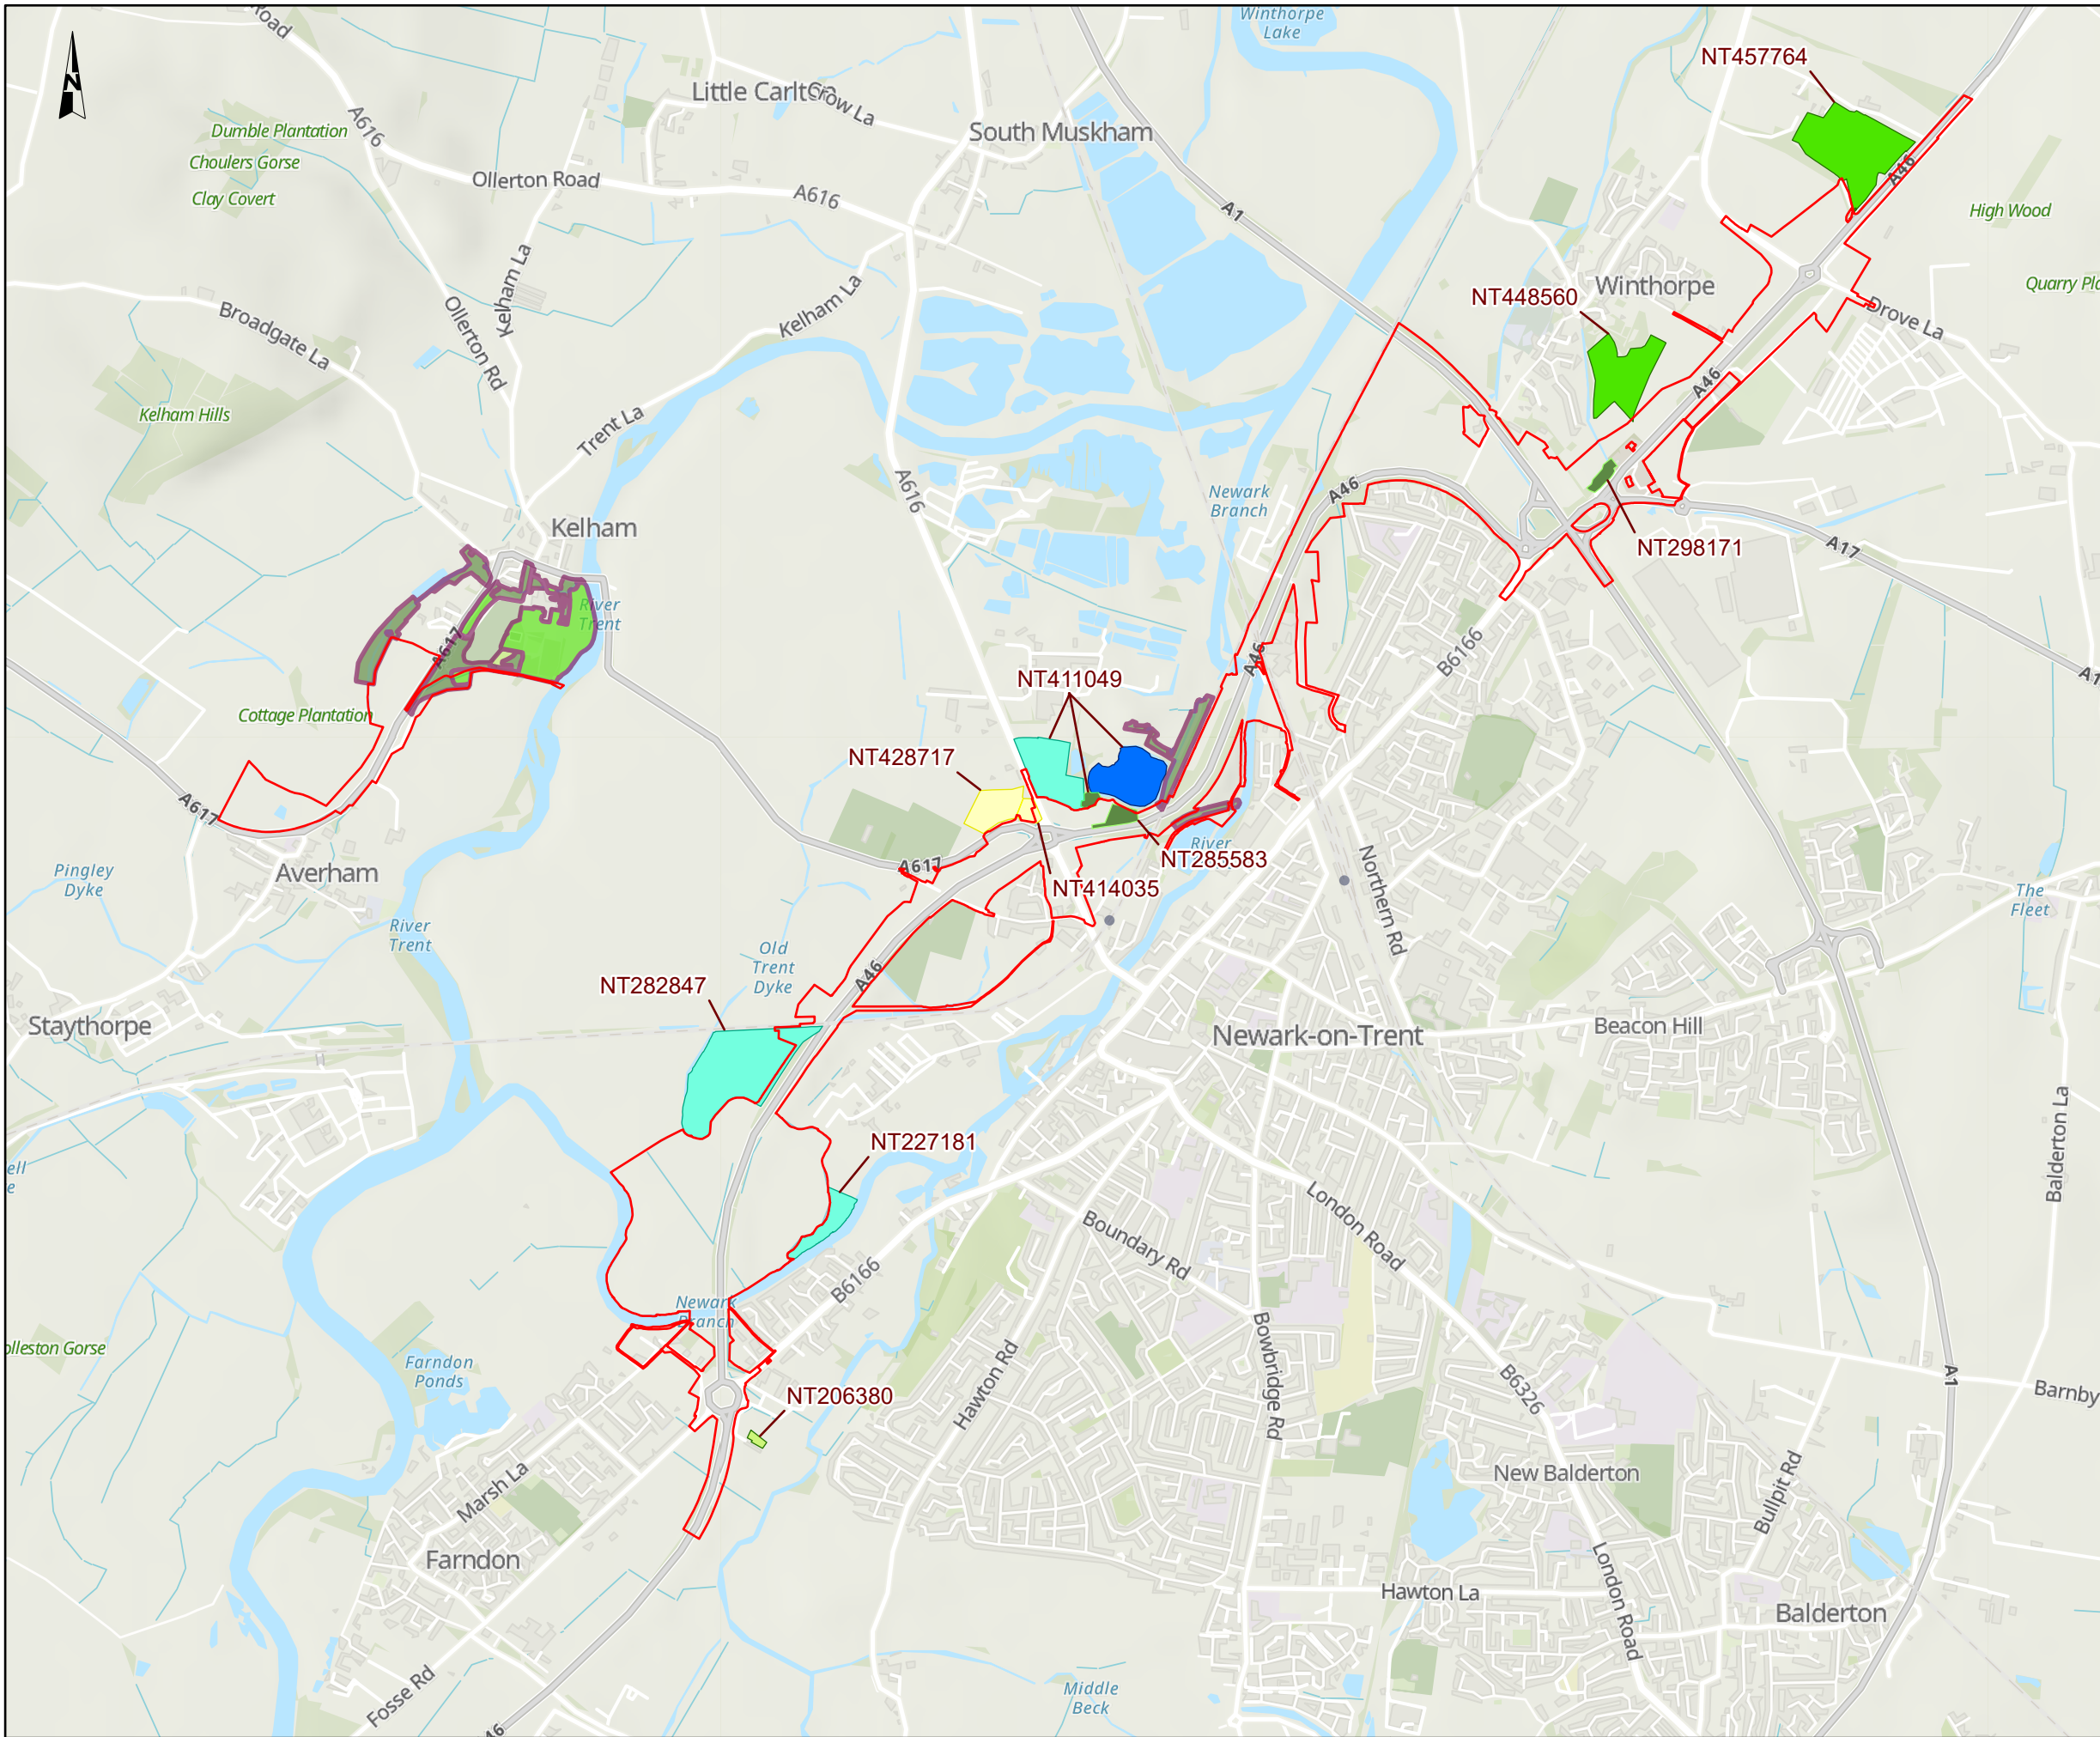 Winthorpe
Lake
NT457764
Little Carlt
Crow La
South Muskham
A616
Dumble Plantation
Choulers Gorse
Clay Covert
Ollerton Road
A616
A1
A46
High Wood
Kelham La
Winthorpe
NT448560
Quarry
Drove La
Broadgate La
Ollerton Rd
Kelham La
A46
Kelham Hills
Trent La
A616
Newark
Branch
A46
Kelham
NT298171
A17
River
Trent
A617
B6166
A46
NT411049
Cottage Plantation
NT428717
A617
River
NT285583
A617
NT414035
Averham
Pingley
Dyke
Northern Rd
The
Fleet
River
Trent
Old
Trent
Dyke
A46
NT282847
Staythorpe
Newark-on-Trent
Beacon Hill
NT227181
Balderton La
London Road
Boundary Rd
B6166
Newark
Branch
Bowbridge Rd
Hawton Rd
Farndon
Ponds
A1
B6326
Barnby
NT206380
Marsh La
New Balderton
Bullpit Rd
Farndon
Hawton La
London Road
Balderton
Fosse Rd
Middle
Beck
46
N